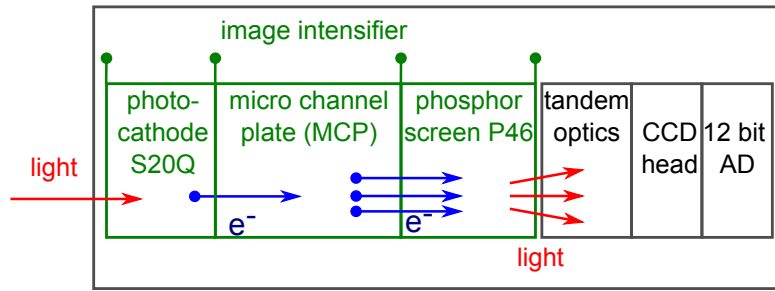 image intensifier
photo-
cathode
S20Q
micro channel
plate (MCP)
phosphor
screen P46
tandem
optics
CCD
head
12 bit
AD
light
e-
e-
light